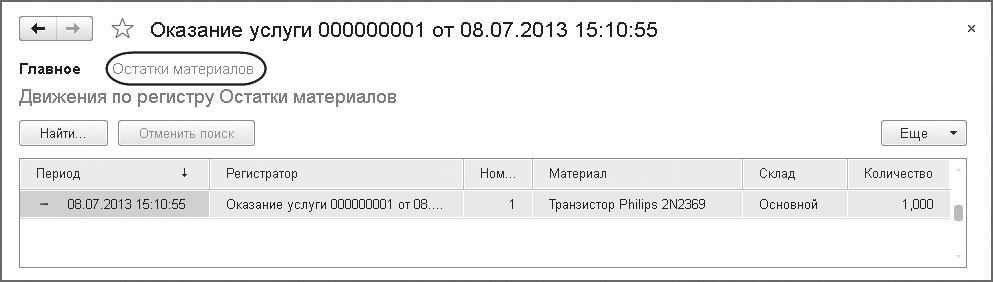 Оказание услуги 000000001 от 08.07.2013 15:10:55
Главное Остатки материалов
Движения по регистру Остатки материалов
Найти... Отменить поиск Еще
Период Регистратор Ном... Материал Склад Количество
08.07.2013 15:10:55 Оказание услуги 000000001 от 08.... 1 Транзистор Philips 2N2369 Основной 1,000